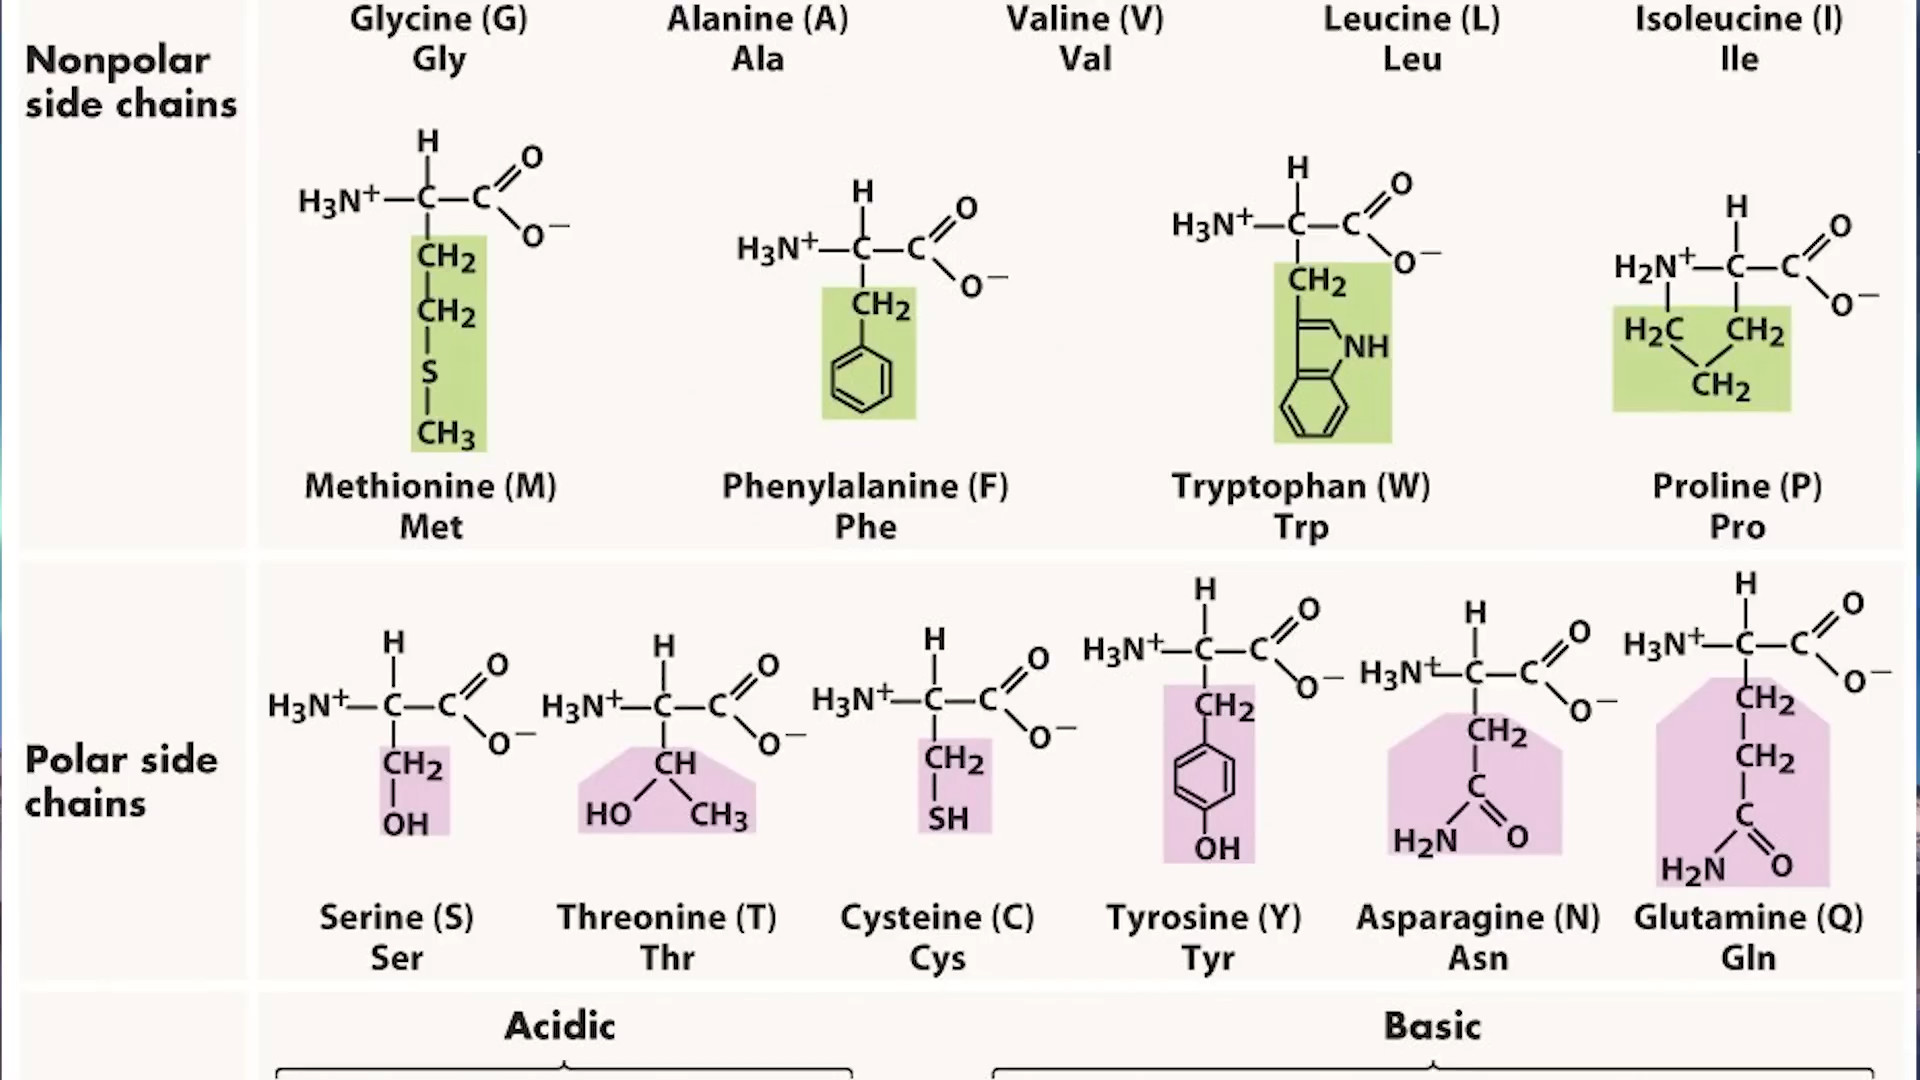 Nonpolar
side chains
Glycine (G)
Gly
Alanine (A)
Ala
Valine (V)
Val
Leucine (L)
Leu
Isoleucine (I)
Ile
H
H3N+—C—C
O
O−
CH2
CH2
S
CH3
Methionine (M)
Met
H
H3N+—C—C
O
O−
CH2
Phenylalanine (F)
Phe
H
H3N+—C—C
O
O−
CH2
NH
Tryptophan (W)
Trp
H
H2N+—C—C
O
O−
H2C CH2
CH2
Proline (P)
Pro
Polar side
chains
H
H3N+—C—C
O
O−
CH2
OH
Serine (S)
Ser
H
H3N+—C—C
O
O−
CH
HO CH3
Threonine (T)
Thr
H
H3N+—C—C
O
O−
CH2
SH
Cysteine (C)
Cys
H
H3N+—C—C
O
O−
CH2
OH
Tyrosine (Y)
Tyr
H
H3N+—C—C
O
O−
CH2
C
H2N O
Asparagine (N)
Asn
H
H3N+—C—C
O
O−
CH2
CH2
C
H2N O
Glutamine (Q)
Gln
Acidic
Basic